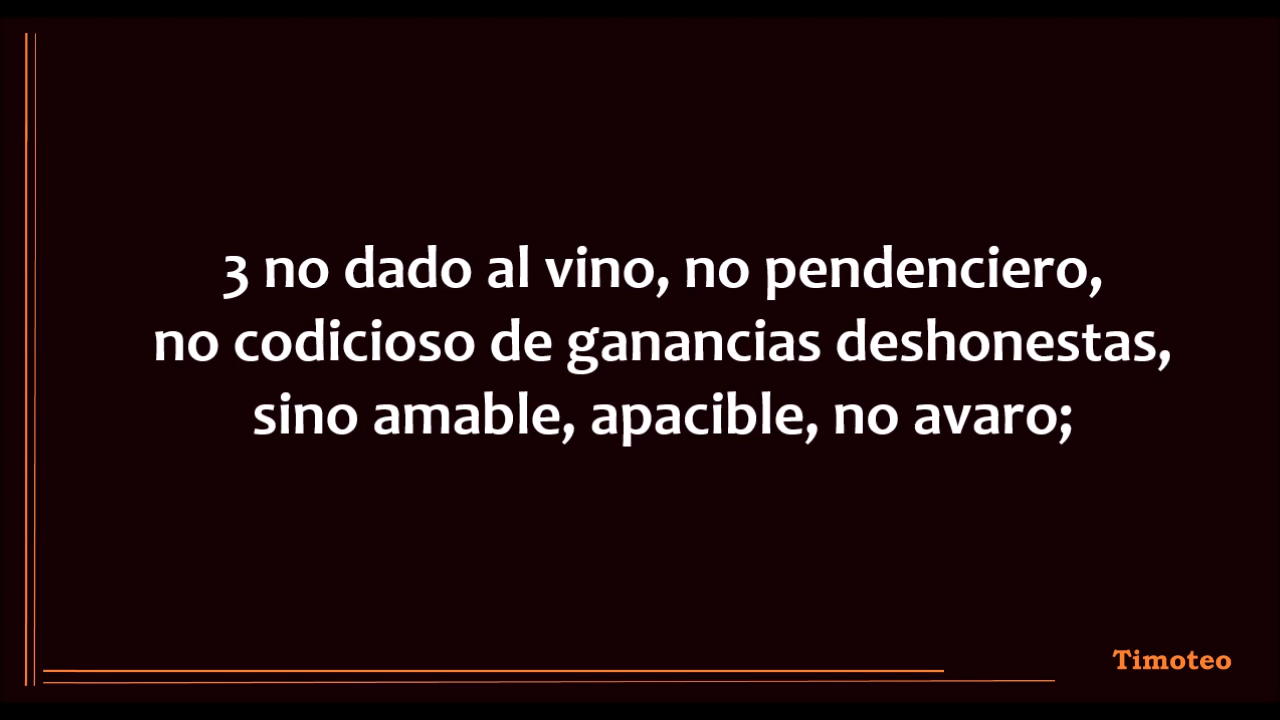 3 no dado al vino, no pendenciero,
no codicioso de ganancias deshonestas,
sino amable, apacible, no avaro;
Timoteo